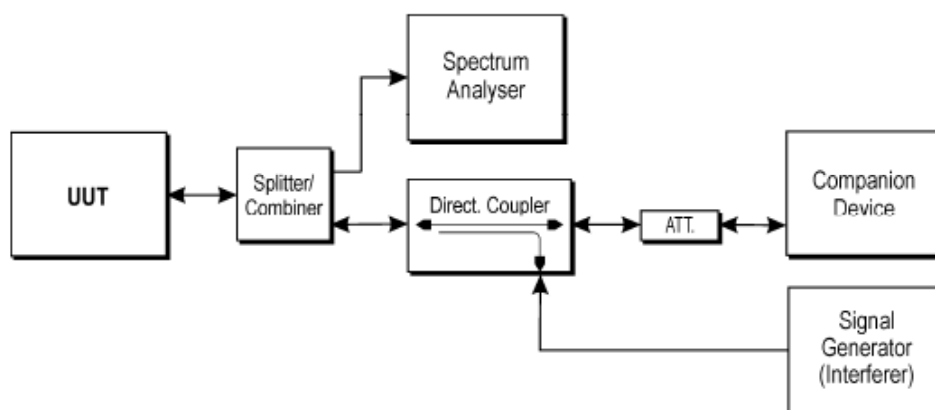 Spectrum
Analyser
UUT
Splitter/
Combiner
Direct. Coupler
ATT.
Companion
Device
Signal
Generator
(Interferer)